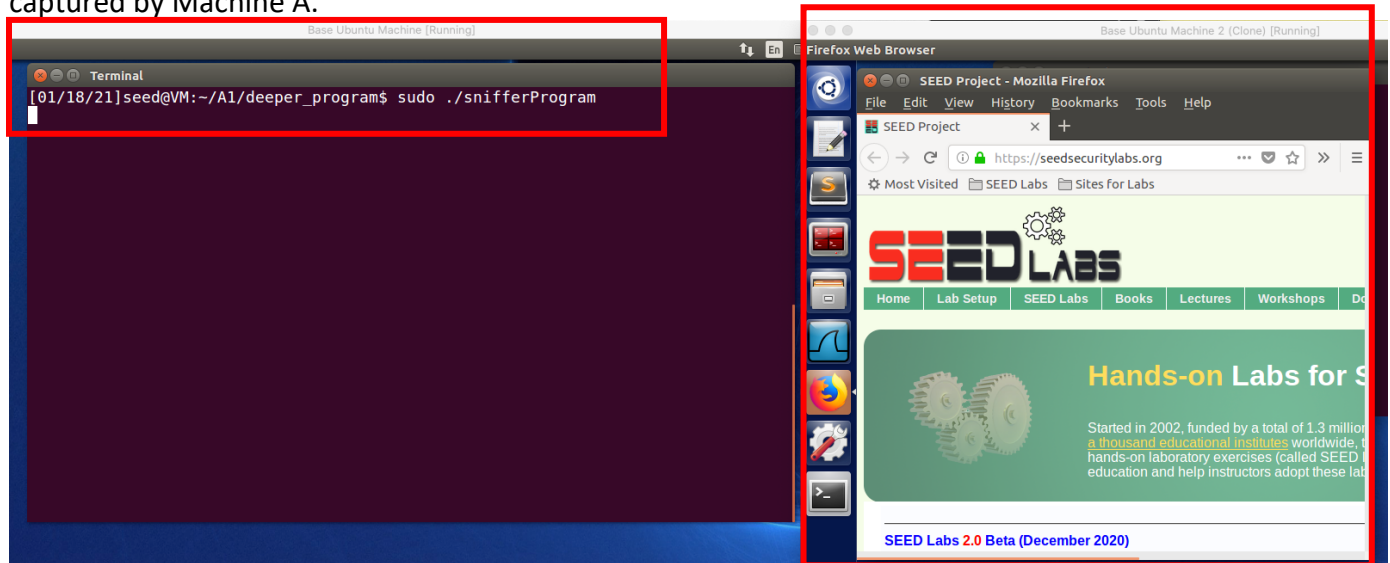 captured by Machine A.
Base Ubuntu Machine [Running]
En
Terminal
[01/18/21]seed@VM:~/A1/deeper_program$ sudo ./snifferProgram
Base Ubuntu Machine 2 (Clone) [Running]
Firefox Web Browser
SEED Project - Mozilla Firefox
File Edit View History Bookmarks Tools Help
SEED Project
https://seedsecuritylabs.org
Most Visited SEED Labs Sites for Labs
SEED LABS
Home Lab Setup SEED Labs Books Lectures Workshops Do
Hands-on Labs for S
Started in 2002, funded by a total of 1.3 million
a thousand educational institutes worldwide, t
hands-on laboratory exercises (called SEED
education and help instructors adopt these lab
SEED Labs 2.0 Beta (December 2020)